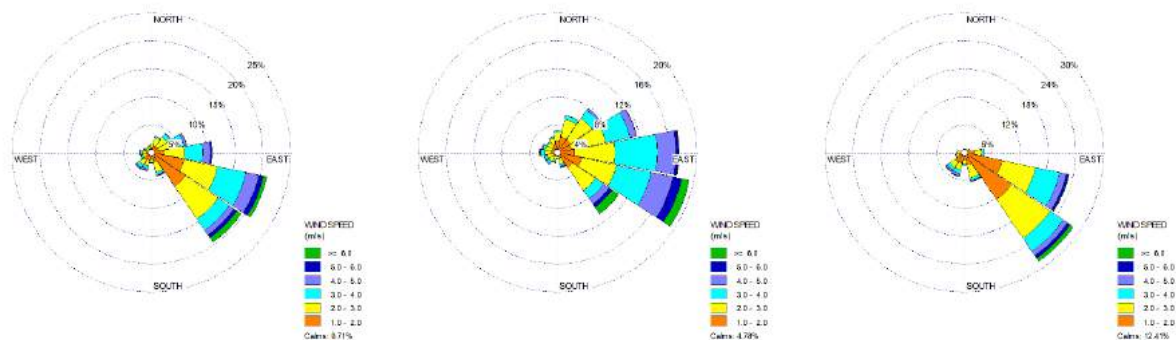 NORTH
25%
20%
15%
10%
5%
WEST
EAST
SOUTH
WIND SPEED
(m/s)
>= 6.0
5.0 - 6.0
4.0 - 5.0
3.0 - 4.0
2.0 - 3.0
1.0 - 2.0
NORTH
20%
16%
12%
8%
4%
WEST
EAST
SOUTH
WIND SPEED
(m/s)
>= 6.0
5.0 - 6.0
4.0 - 5.0
3.0 - 4.0
2.0 - 3.0
1.0 - 2.0
Calms: 4.78%
NORTH
30%
24%
18%
12%
6%
WEST
EAST
SOUTH
WIND SPEED
(m/s)
>= 6.0
5.0 - 6.0
4.0 - 5.0
3.0 - 4.0
2.0 - 3.0
1.0 - 2.0
Calms: 12.41%